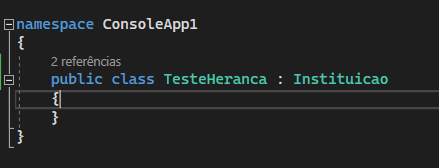 namespace ConsoleApp1
{
2 referências
public class TesteHeranca : Instituicao
{
}
}